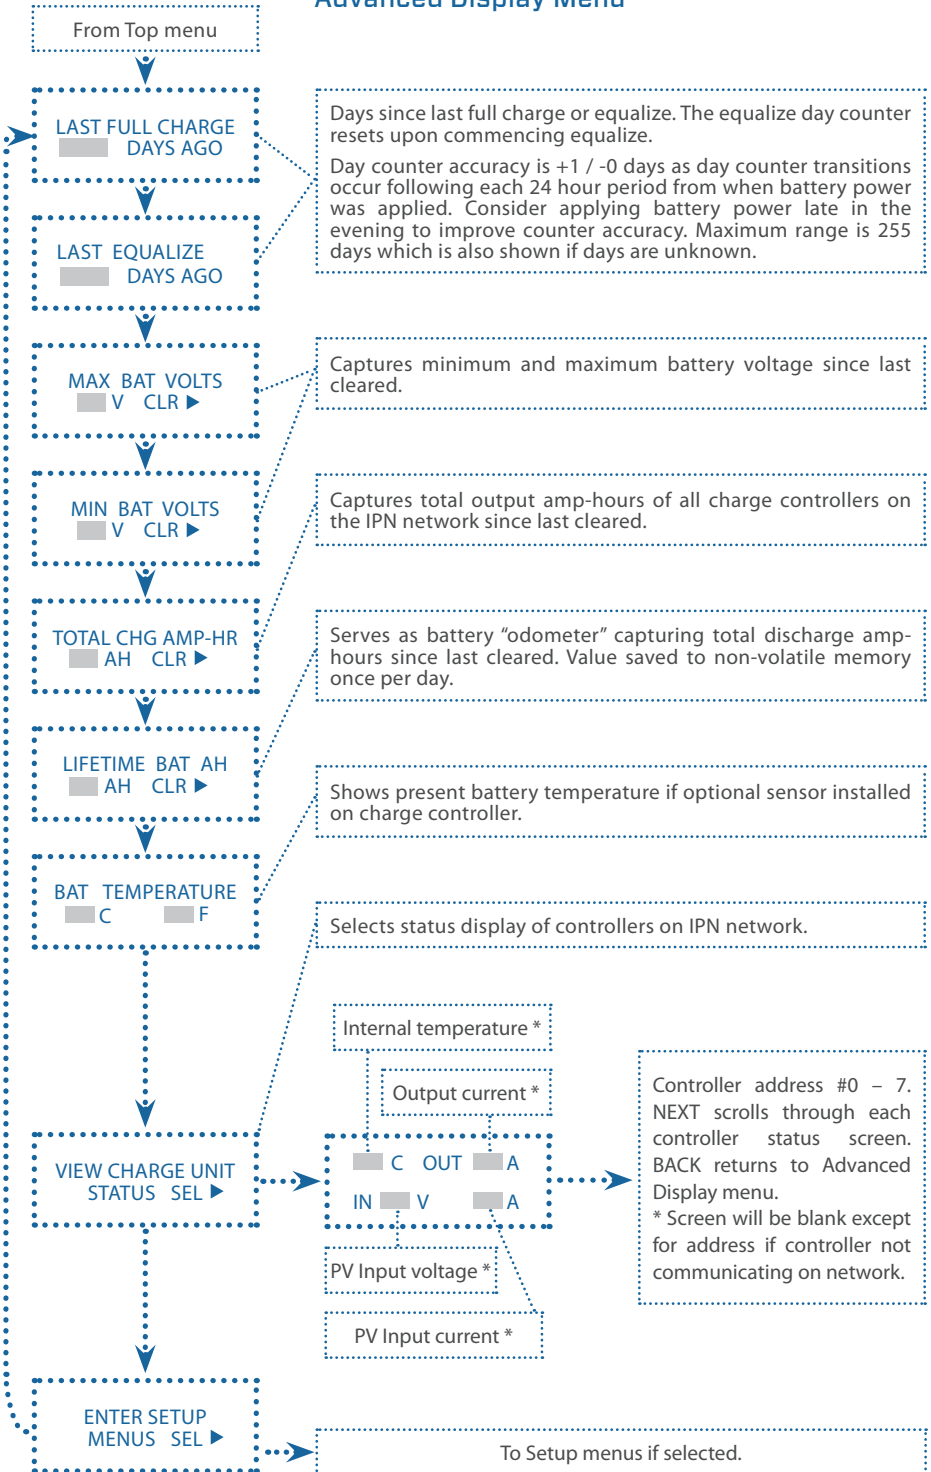 Advanced Display Menu
From Top menu
LAST FULL CHARGE
DAYS AGO
Days since last full charge or equalize. The equalize day counter
resets upon commencing equalize.
Day counter accuracy is +1 / -0 days as day counter transitions
occur following each 24 hour period from when battery power
was applied. Consider applying battery power late in the
evening to improve counter accuracy. Maximum range is 255
days which is also shown if days are unknown.
LAST EQUALIZE
DAYS AGO
MAX BAT VOLTS
V CLR ▶
Captures minimum and maximum battery voltage since last
cleared.
MIN BAT VOLTS
V CLR ▶
Captures total output amp-hours of all charge controllers on
the IPN network since last cleared.
TOTAL CHG AMP-HR
AH CLR ▶
Serves as battery “odometer” capturing total discharge amp-
hours since last cleared. Value saved to non-volatile memory
once per day.
LIFETIME BAT AH
AH CLR ▶
Shows present battery temperature if optional sensor installed
on charge controller.
BAT TEMPERATURE
C F
Selects status display of controllers on IPN network.
VIEW CHARGE UNIT
STATUS SEL ▶
Internal temperature *
Output current *
C OUT A
IN V A
PV Input voltage *
PV Input current *
Controller address #0 – 7.
NEXT scrolls through each
controller status screen.
BACK returns to Advanced
Display menu.
* Screen will be blank except
for address if controller not
communicating on network.
ENTER SETUP
MENUS SEL ▶
To Setup menus if selected.